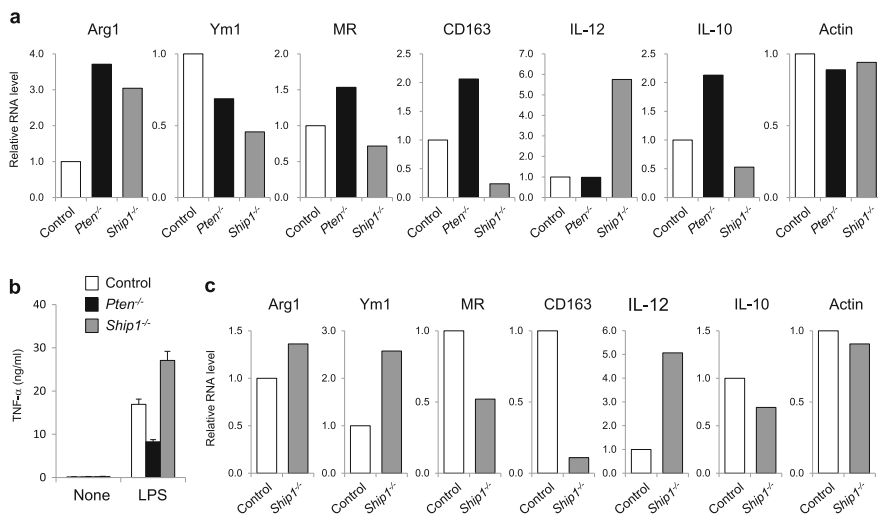 a
Arg1 Ym1 MR CD163 IL-12 IL-10 Actin
Relative RNA level
4.0 3.0 2.0 1.0 0.0
1.0 0.5 0.0
2.0 1.5 1.0 0.5 0.0
2.5 2.0 1.5 1.0 0.5 0.0
7.0 6.0 5.0 4.0 3.0 2.0 1.0 0.0
2.5 2.0 1.5 1.0 0.5 0.0
1.0 0.5 0.0
Control Pten-/- Ship1-/- Control Pten-/- Ship1-/- Control Pten-/- Ship1-/- Control Pten-/- Ship1-/- Control Pten-/- Ship1-/- Control Pten-/- Ship1-/- Control Pten-/- Ship1-/-
b
Control
Pten-/-
Ship1-/-
TNF-α (ng/ml)
40 30 20 10 0
None LPS
c
Arg1 Ym1 MR CD163 IL-12 IL-10 Actin
Relative RNA level
1.5 1.0 0.5 0.0
3.0 2.0 1.0 0.0
1.0 0.5 0.0
1.0 0.5 0.0
6.0 5.0 4.0 3.0 2.0 1.0 0.0
1.5 1.0 0.5 0.0
1.0 0.5 0.0
Control Ship1-/- Control Ship1-/- Control Ship1-/- Control Ship1-/- Control Ship1-/- Control Ship1-/- Control Ship1-/-